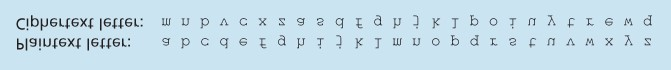 Plaintext letter: a b c d e f g h i j k l m n o p q r s t u v w x y z
Ciphertext letter: m n b v c x z a s d f g h j k l p o i u y t r e w q